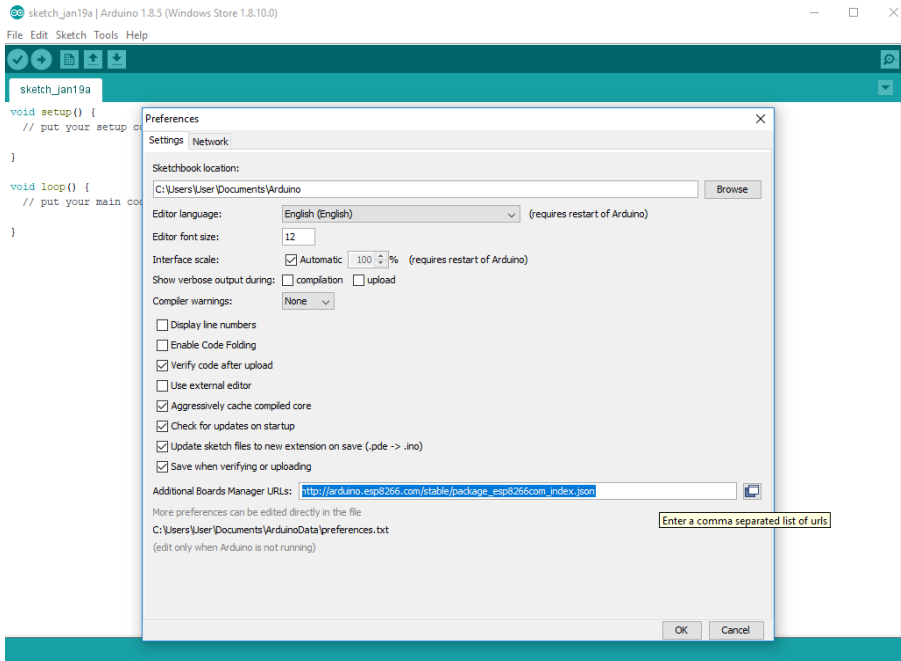 sketch_jan19a | Arduino 1.8.5 (Windows Store 1.8.10.0)
File Edit Sketch Tools Help
sketch_jan19a
void setup() {
// put your setup co
}
void loop() {
// put your main cod
}
Preferences
Settings Network
Sketchbook location:
C:\Users\User\Documents\Arduino Browse
Editor language: English (English) (requires restart of Arduino)
Editor font size: 12
Interface scale: Automatic 100 % (requires restart of Arduino)
Show verbose output during: compilation upload
Compiler warnings: None
Display line numbers
Enable Code Folding
Verify code after upload
Use external editor
Aggressively cache compiled core
Check for updates on startup
Update sketch files to new extension on save (.pde -> .ino)
Save when verifying or uploading
Additional Boards Manager URLs: http://arduino.esp8266.com/stable/package_esp8266com_index.json
More preferences can be edited directly in the file
Enter a comma separated list of urls
C:\Users\User\Documents\ArduinoData\preferences.txt
(edit only when Arduino is not running)
OK Cancel